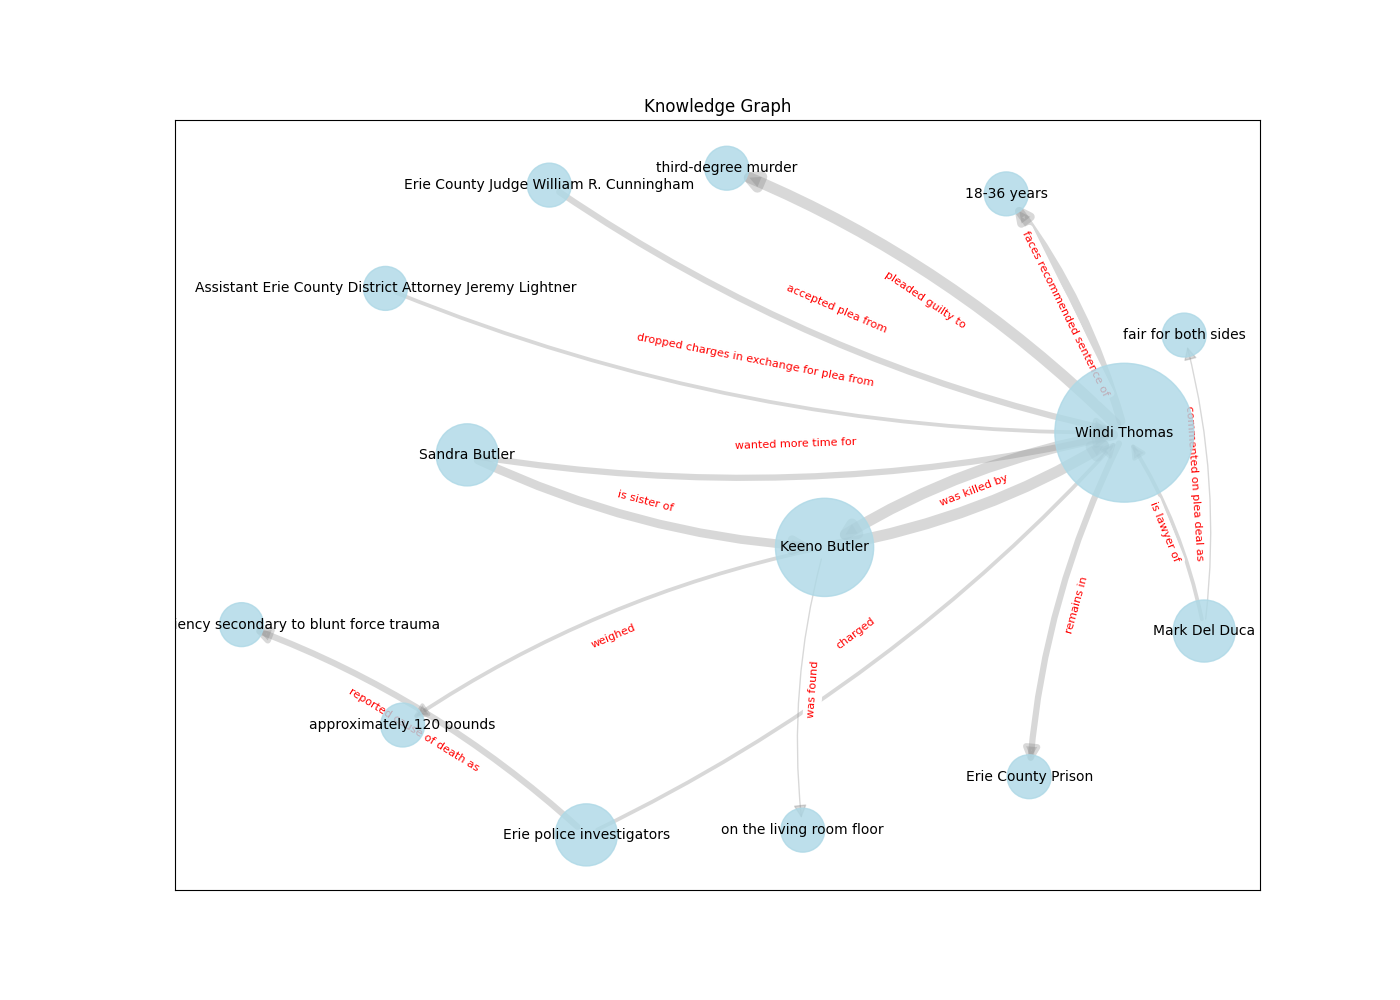 Knowledge Graph
third-degree murder
Erie County Judge William R. Cunningham
18-36 years
faces recommended sentence of
pleaded guilty to
accepted plea from
Assistant Erie County District Attorney Jeremy Lightner
fair for both sides
dropped charges in exchange for plea from
Windi Thomas
wanted more time for
Sandra Butler
commented on plea deal as
was killed by
is sister of
is lawyer of
Keeno Butler
remains in
ency secondary to blunt force trauma
Mark Del Duca
weighed
charged
was found
approximately 120 pounds
reported of death as
Erie County Prison
on the living room floor
Erie police investigators